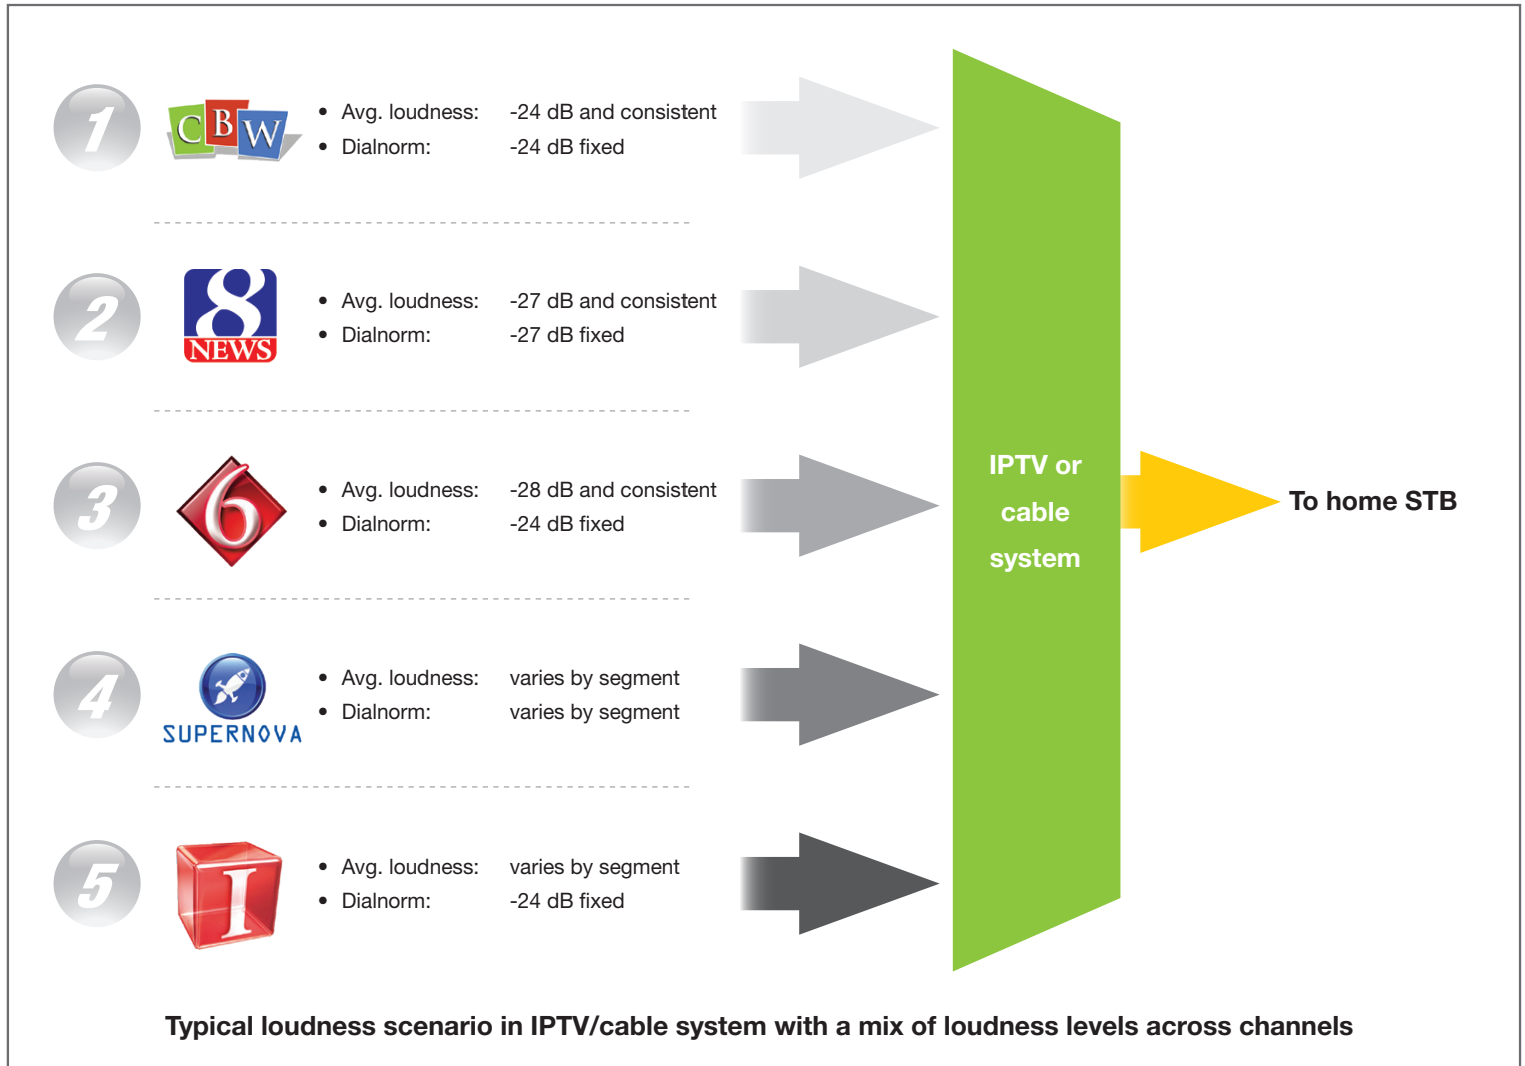 1
CBW
• Avg. loudness: -24 dB and consistent
• Dialnorm: -24 dB fixed
2
8
NEWS
• Avg. loudness: -27 dB and consistent
• Dialnorm: -27 dB fixed
3
6
• Avg. loudness: -28 dB and consistent
• Dialnorm: -24 dB fixed
IPTV or
cable
system
To home STB
4
SUPERNOVA
• Avg. loudness: varies by segment
• Dialnorm: varies by segment
5
I
• Avg. loudness: varies by segment
• Dialnorm: -24 dB fixed
Typical loudness scenario in IPTV/cable system with a mix of loudness levels across channels